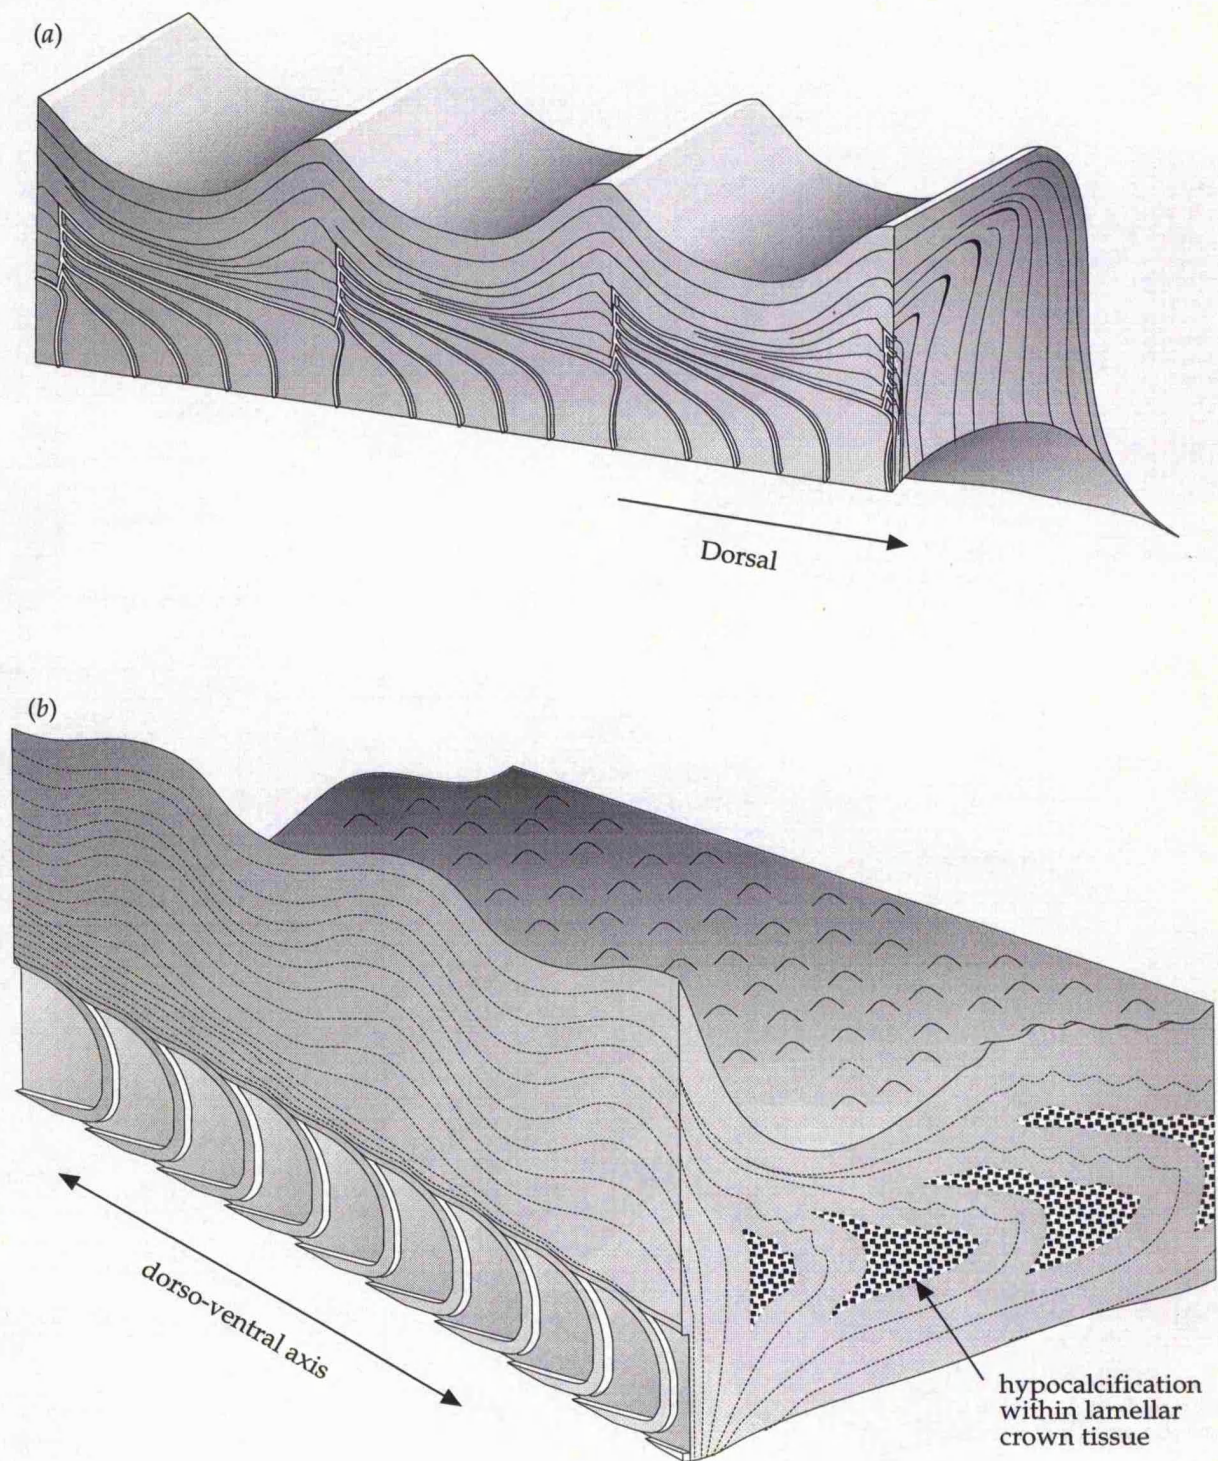 (a)
Dorsal
(b)
dorso-ventral axis
hypocalcification
within lamellar
crown tissue